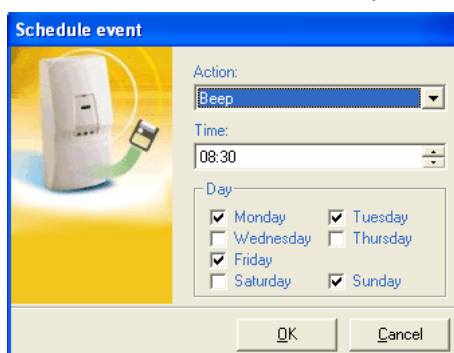 Schedule event
Action:
Beep
Time:
08:30
Day
Monday Tuesday
Wednesday Thursday
Friday
Saturday Sunday
OK Cancel